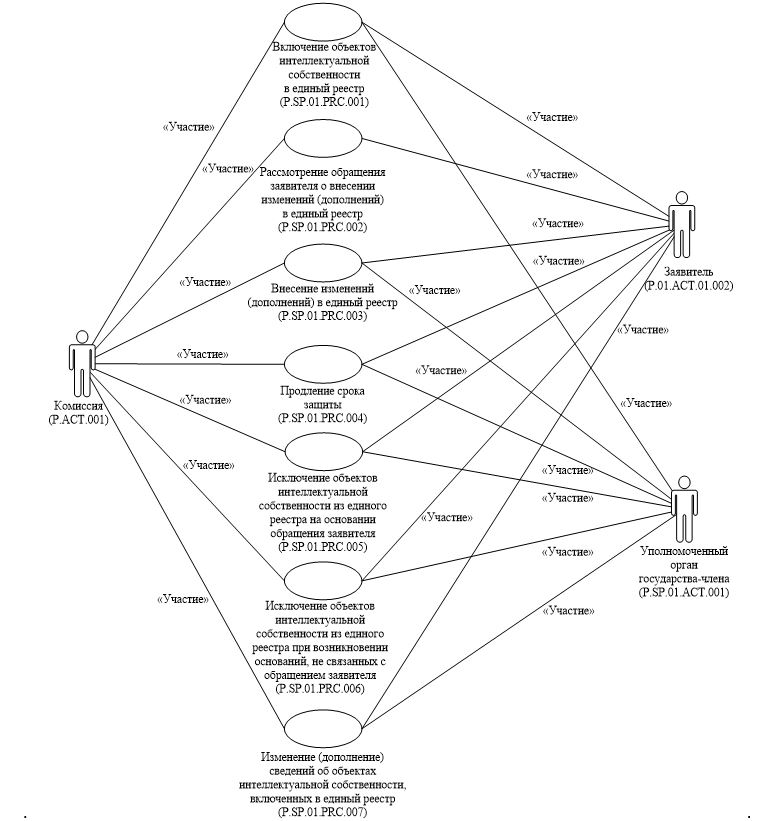 Включение объектов
интеллектуальной
собственности
в единый реестр
(P.SP.01.PRC.001)
«Участие»
«Участие»
«Участие»
Рассмотрение обращения
заявителя о внесении
изменений (дополнений)
в единый реестр
(P.SP.01.PRC.002)
«Участие»
«Участие»
«Участие»
Заявитель
(P.01.ACT.01.002)
«Участие»
Внесение изменений
(дополнений) в единый реестр
(P.SP.01.PRC.003)
«Участие»
«Участие»
«Участие»
«Участие»
Продление срока
защиты
(P.SP.01.PRC.004)
Комиссия
(P.ACT.001)
«Участие»
«Участие»
«Участие»
Исключение объектов
интеллектуальной
собственности из единого
реестра на основании
обращения заявителя
(P.SP.01.PRC.005)
«Участие»
«Участие»
«Участие»
«Участие»
Уполномоченный
орган
государства-члена
(P.SP.01.ACT.001)
«Участие»
«Участие»
Исключение объектов
интеллектуальной
собственности из единого
реестра при возникновении
оснований, не связанных с
обращением заявителя
(P.SP.01.PRC.006)
«Участие»
Изменение (дополнение)
сведений об объектах
интеллектуальной собственности,
включенных в единый реестр
(P.SP.01.PRC.007)